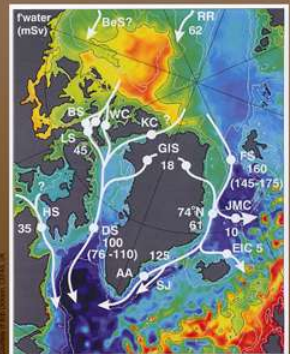 fwater
(mSv)
BeS?
RR
62
BS
WC
KC ?
LS
45
GIS
18
FS
160
(145-175)
?
HS
35
74°N
61
JMC
10
DS
100
(76-110)
EIC 5
125
AA
SJ